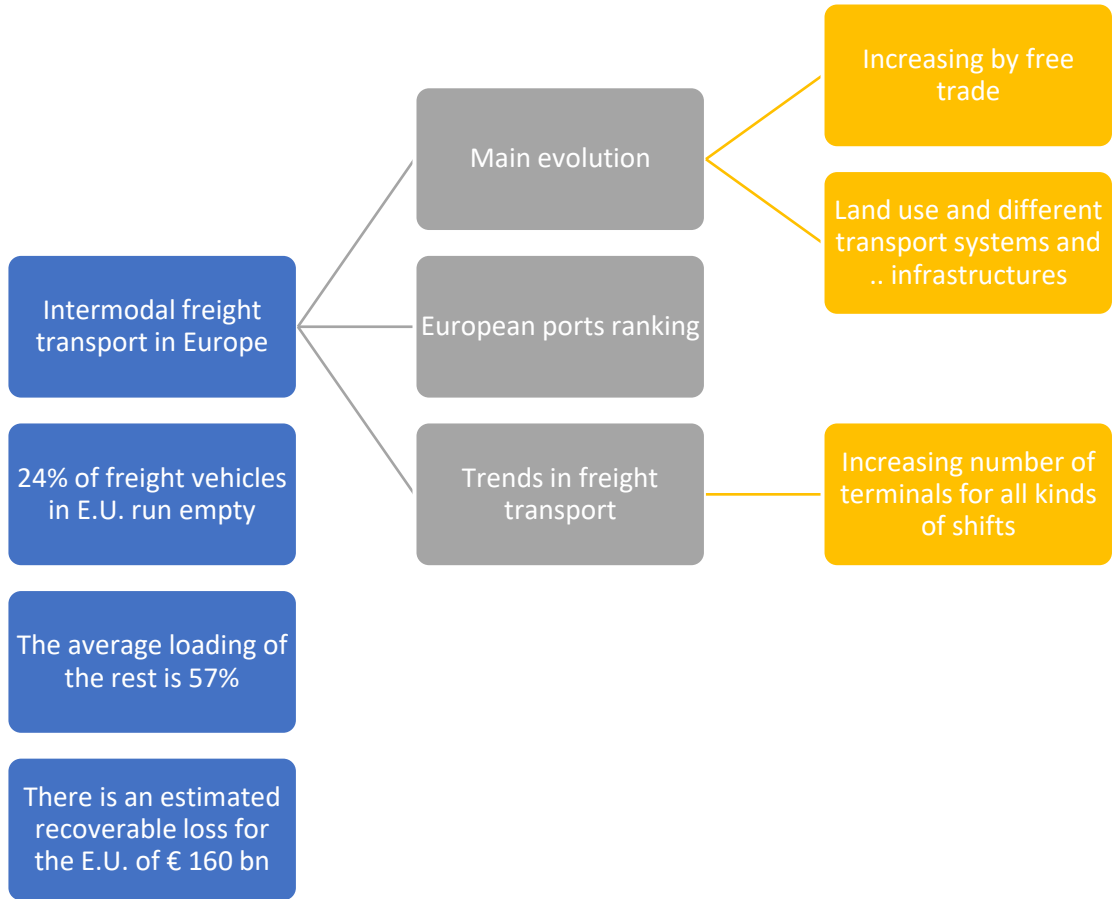 Intermodal freight
transport in Europe
24% of freight vehicles
in E.U. run empty
The average loading of
the rest is 57%
There is an estimated
recoverable loss for
the E.U. of € 160 bn
Main evolution
European ports ranking
Trends in freight
transport
Increasing by free
trade
Land use and different
transport systems and
.. infrastructures
Increasing number of
terminals for all kinds
of shifts